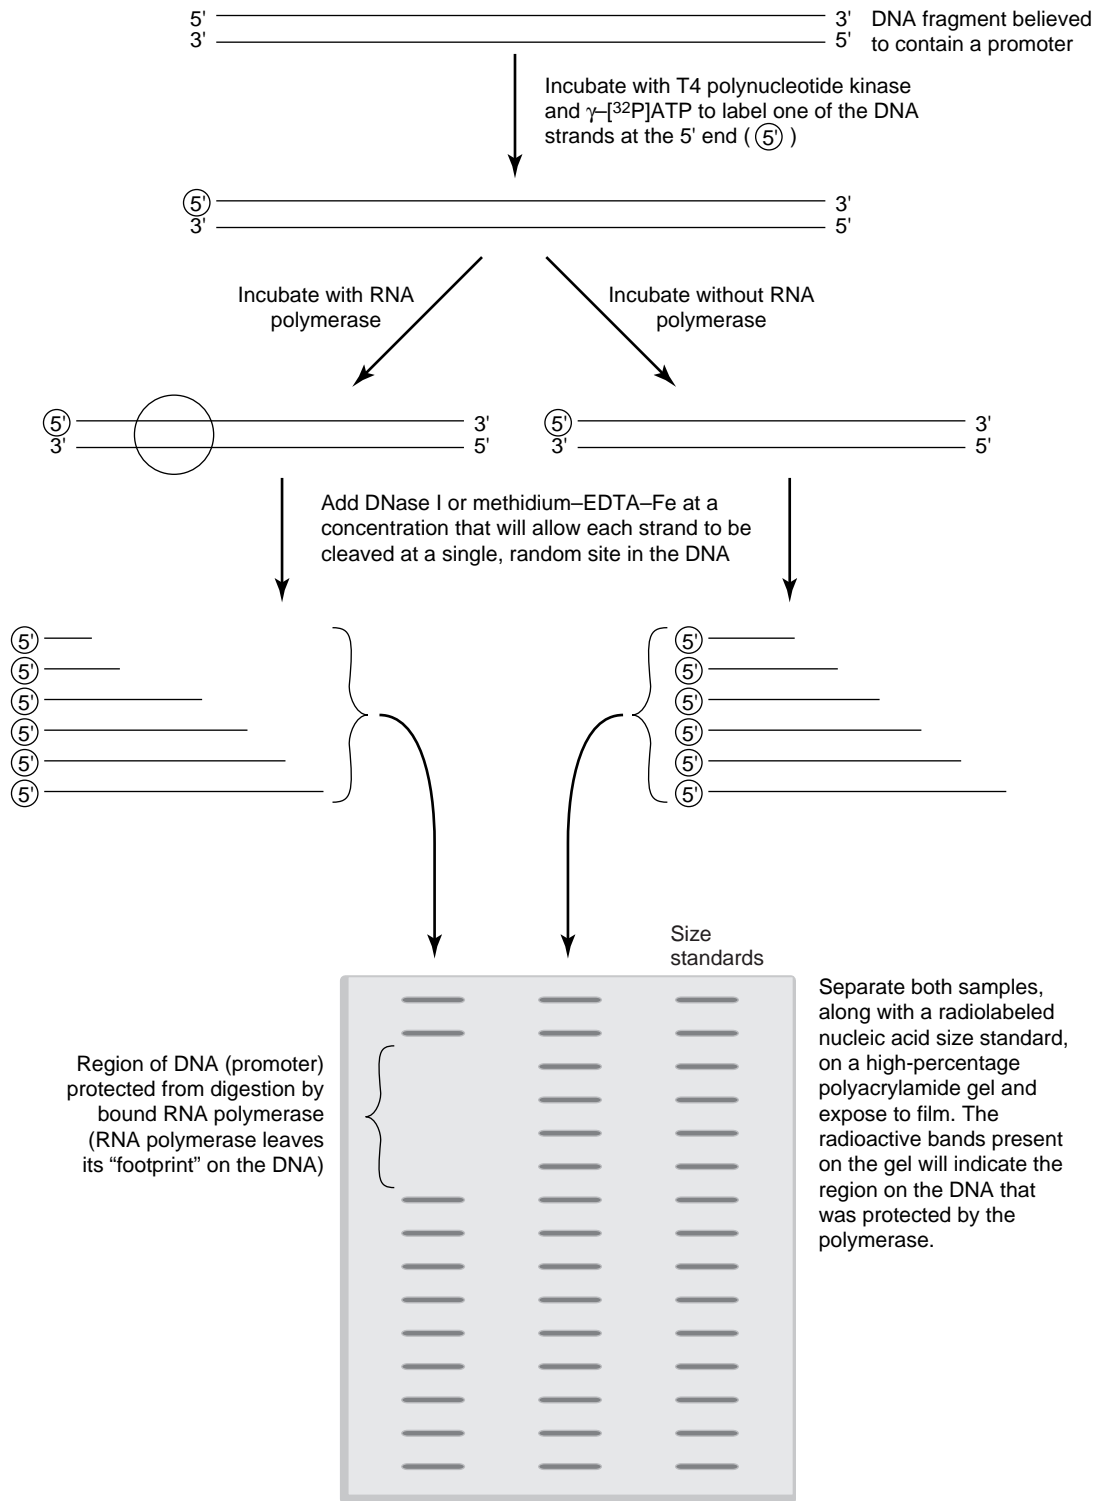 5' 3' DNA fragment believed
3' 5' to contain a promoter
Incubate with T4 polynucleotide kinase
and γ–[³²P]ATP to label one of the DNA
strands at the 5' end ( 5' )
5' 3'
3' 5'
Incubate with RNA
polymerase
Incubate without RNA
polymerase
5' 3'
3' 5'
5' 3'
3' 5'
Add DNase I or methidium–EDTA–Fe at a
concentration that will allow each strand to be
cleaved at a single, random site in the DNA
5'
5'
5'
5'
5'
5'
5'
5'
5'
5'
5'
5'
Size
standards
Region of DNA (promoter)
protected from digestion by
bound RNA polymerase
(RNA polymerase leaves
its “footprint” on the DNA)
Separate both samples,
along with a radiolabeled
nucleic acid size standard,
on a high-percentage
polyacrylamide gel and
expose to film. The
radioactive bands present
on the gel will indicate the
region on the DNA that
was protected by the
polymerase.